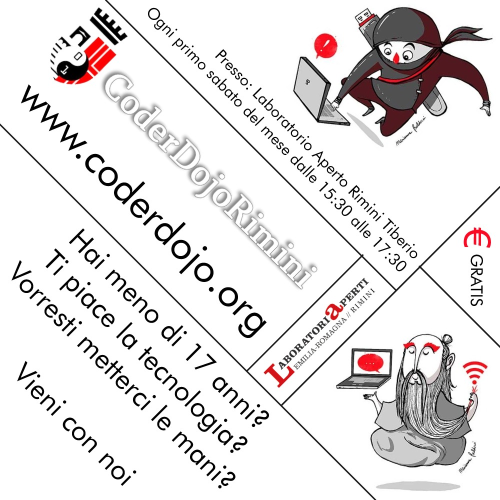 CoderDojoRimini
www.coderdojo.org
Presso: Laboratorio Aperto Rimini Tiberio
Ogni primo sabato del mese dalle 15:30 alle 17:30
€ GRATIS
LABORATORI APERTI
EMILIA-ROMAGNA // RIMINI
Hai meno di 17 anni?
Ti piace la tecnologia?
Vorresti metterci le mani?
Vieni con noi